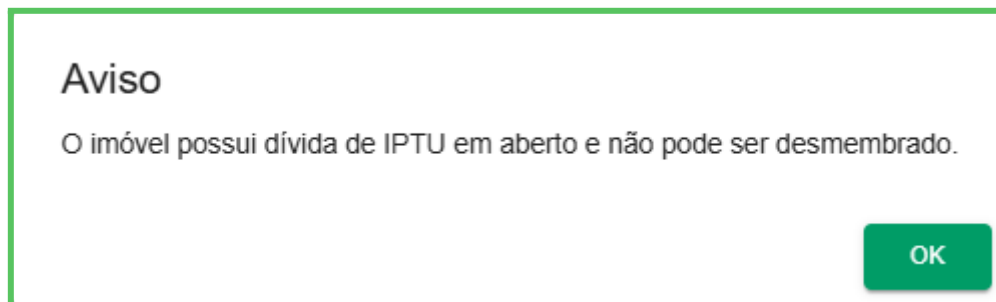 Aviso
O imóvel possui dívida de IPTU em aberto e não pode ser desmembrado.
OK